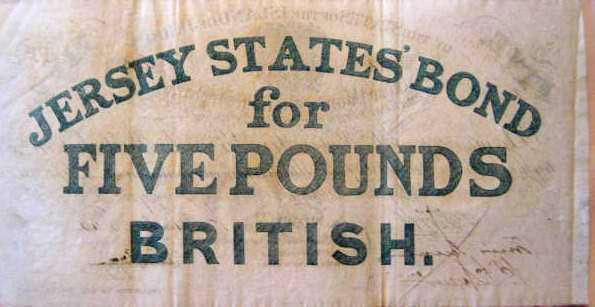 JERSEY STATES' BOND
for
FIVE POUNDS
BRITISH.